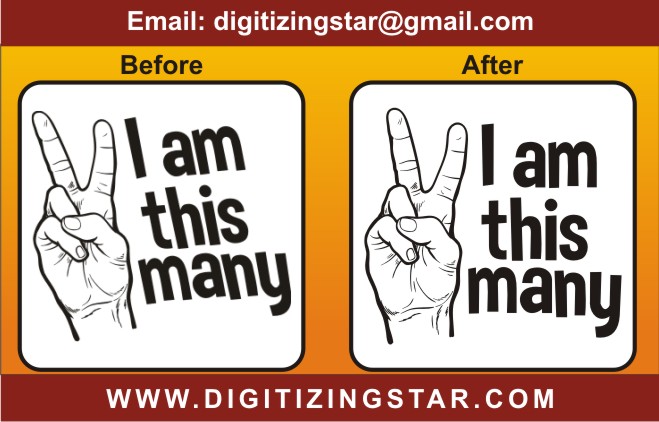 Email: digitizingstar@gmail.com
Before
After
I am
this
many
I am
this
many
WWW.DIGITIZINGSTAR.COM